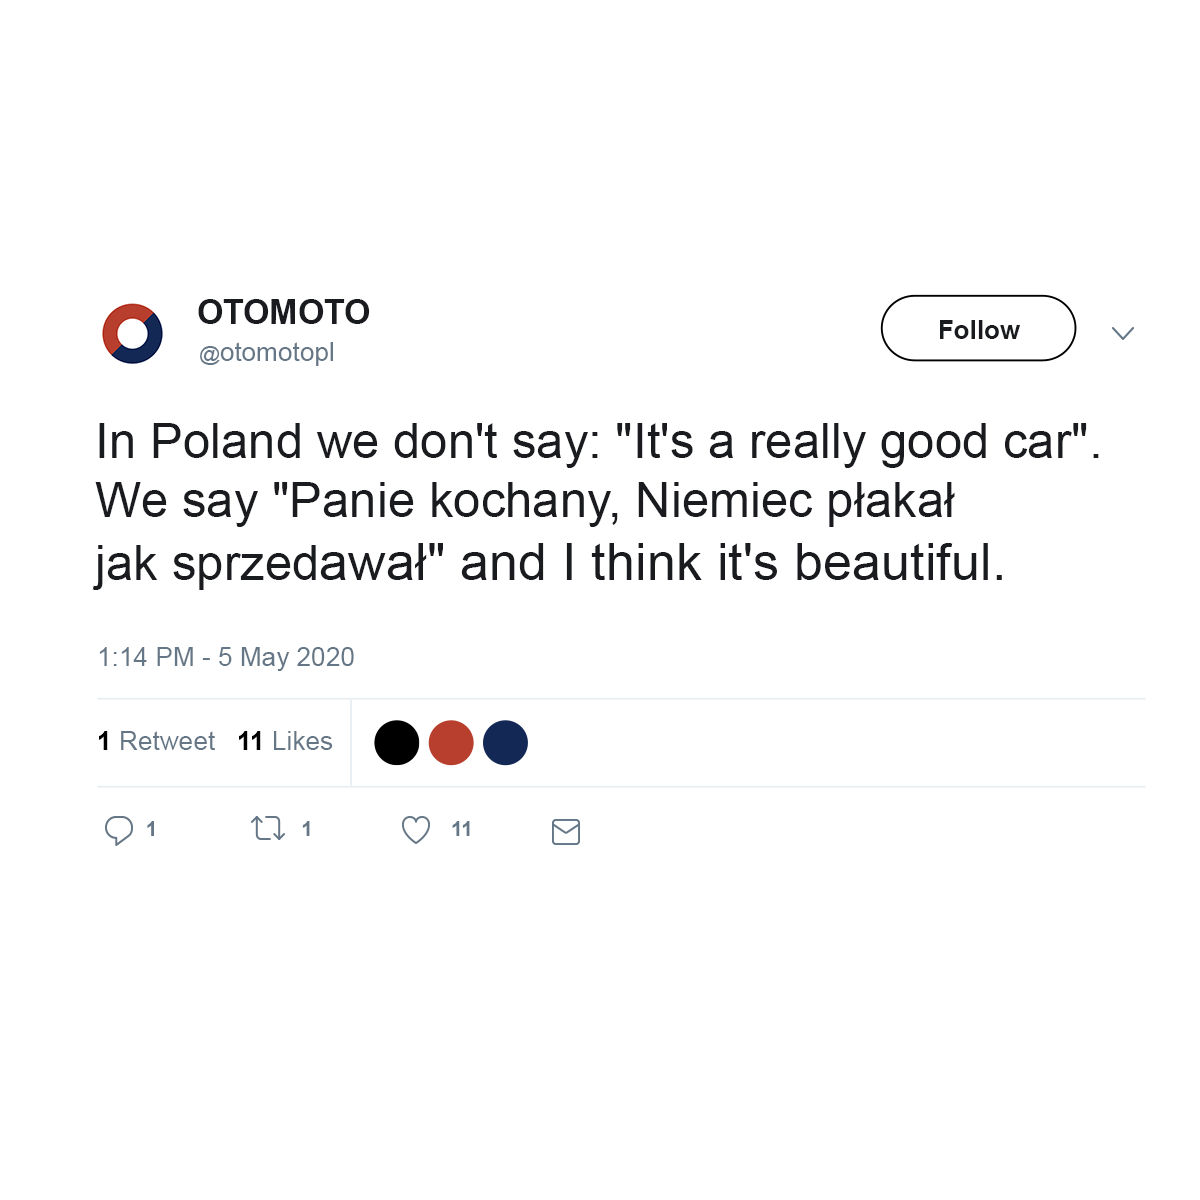 OTOMOTO
@otomotopl
Follow
In Poland we don't say: "It's a really good car".
We say "Panie kochany, Niemiec płakał
jak sprzedawał" and I think it's beautiful.
1:14 PM - 5 May 2020
1 Retweet 11 Likes
1 1 11